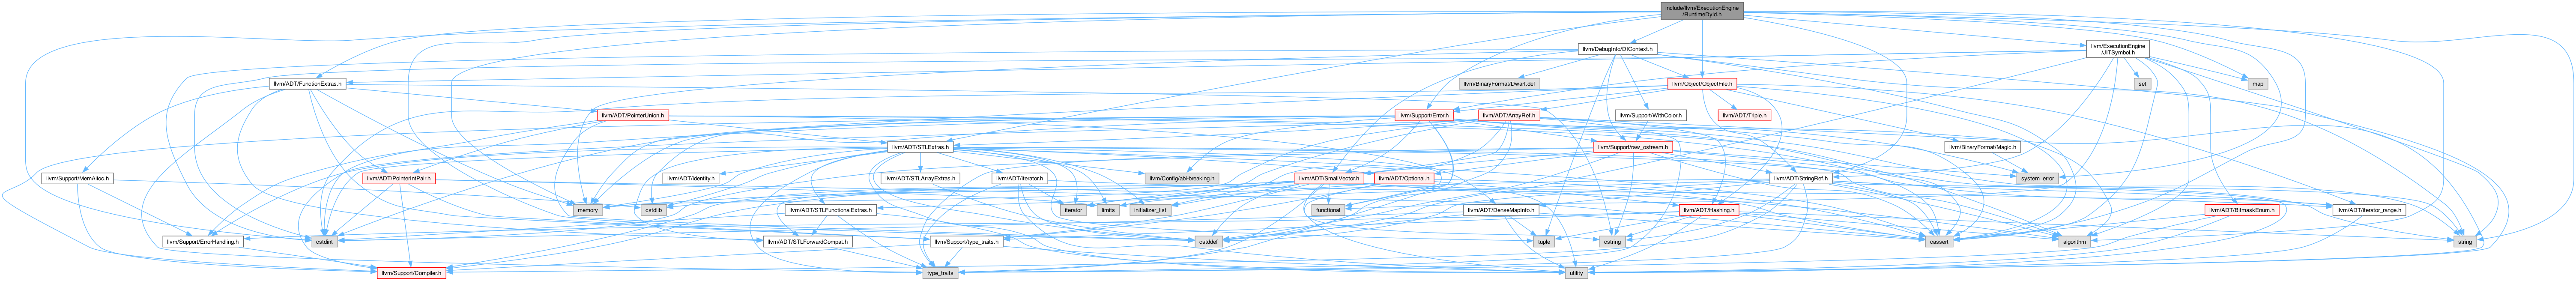 include/llvm/ExecutionEngine
/RuntimeDyld.h
llvm/DebugInfo/DIContext.h
llvm/ExecutionEngine
/JITSymbol.h
llvm/ADT/FunctionExtras.h
llvm/BinaryFormat/Dwarf.def
llvm/Object/ObjectFile.h
set
map
llvm/ADT/PointerUnion.h
llvm/Support/Error.h
llvm/ADT/ArrayRef.h
llvm/Support/WithColor.h
llvm/ADT/Triple.h
llvm/ADT/STLExtras.h
llvm/Support/raw_ostream.h
llvm/BinaryFormat/Magic.h
llvm/Support/MemAlloc.h
llvm/ADT/PointerIntPair.h
llvm/ADT/identity.h
llvm/ADT/STLArrayExtras.h
llvm/ADT/iterator.h
llvm/Config/abi-breaking.h
llvm/ADT/SmallVector.h
llvm/ADT/Optional.h
llvm/ADT/StringRef.h
system_error
memory
cstdlib
llvm/ADT/STLFunctionalExtras.h
iterator
limits
initializer_list
functional
llvm/ADT/DenseMapInfo.h
llvm/ADT/Hashing.h
llvm/ADT/BitmaskEnum.h
llvm/ADT/iterator_range.h
llvm/Support/ErrorHandling.h
cstdint
llvm/ADT/STLForwardCompat.h
llvm/Support/type_traits.h
cstddef
tuple
cstring
cassert
algorithm
string
llvm/Support/Compiler.h
type_traits
utility